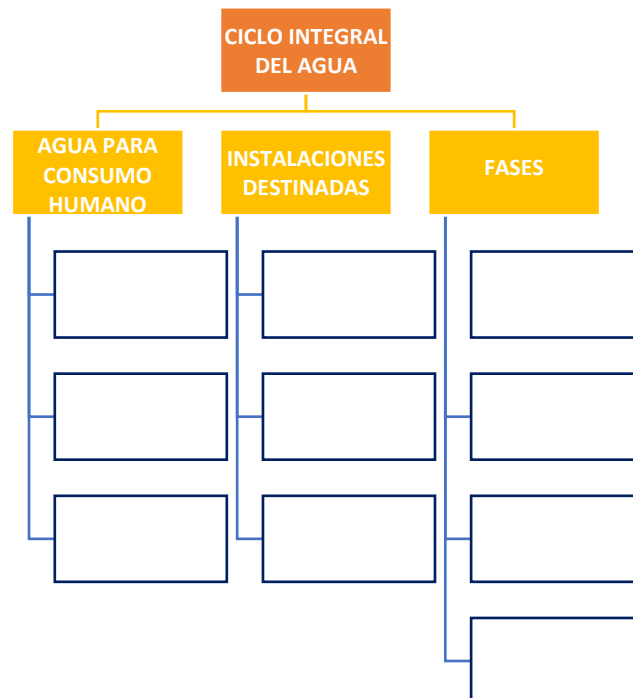 CICLO INTEGRAL
DEL AGUA
AGUA PARA
CONSUMO
HUMANO
INSTALACIONES
DESTINADAS
FASES